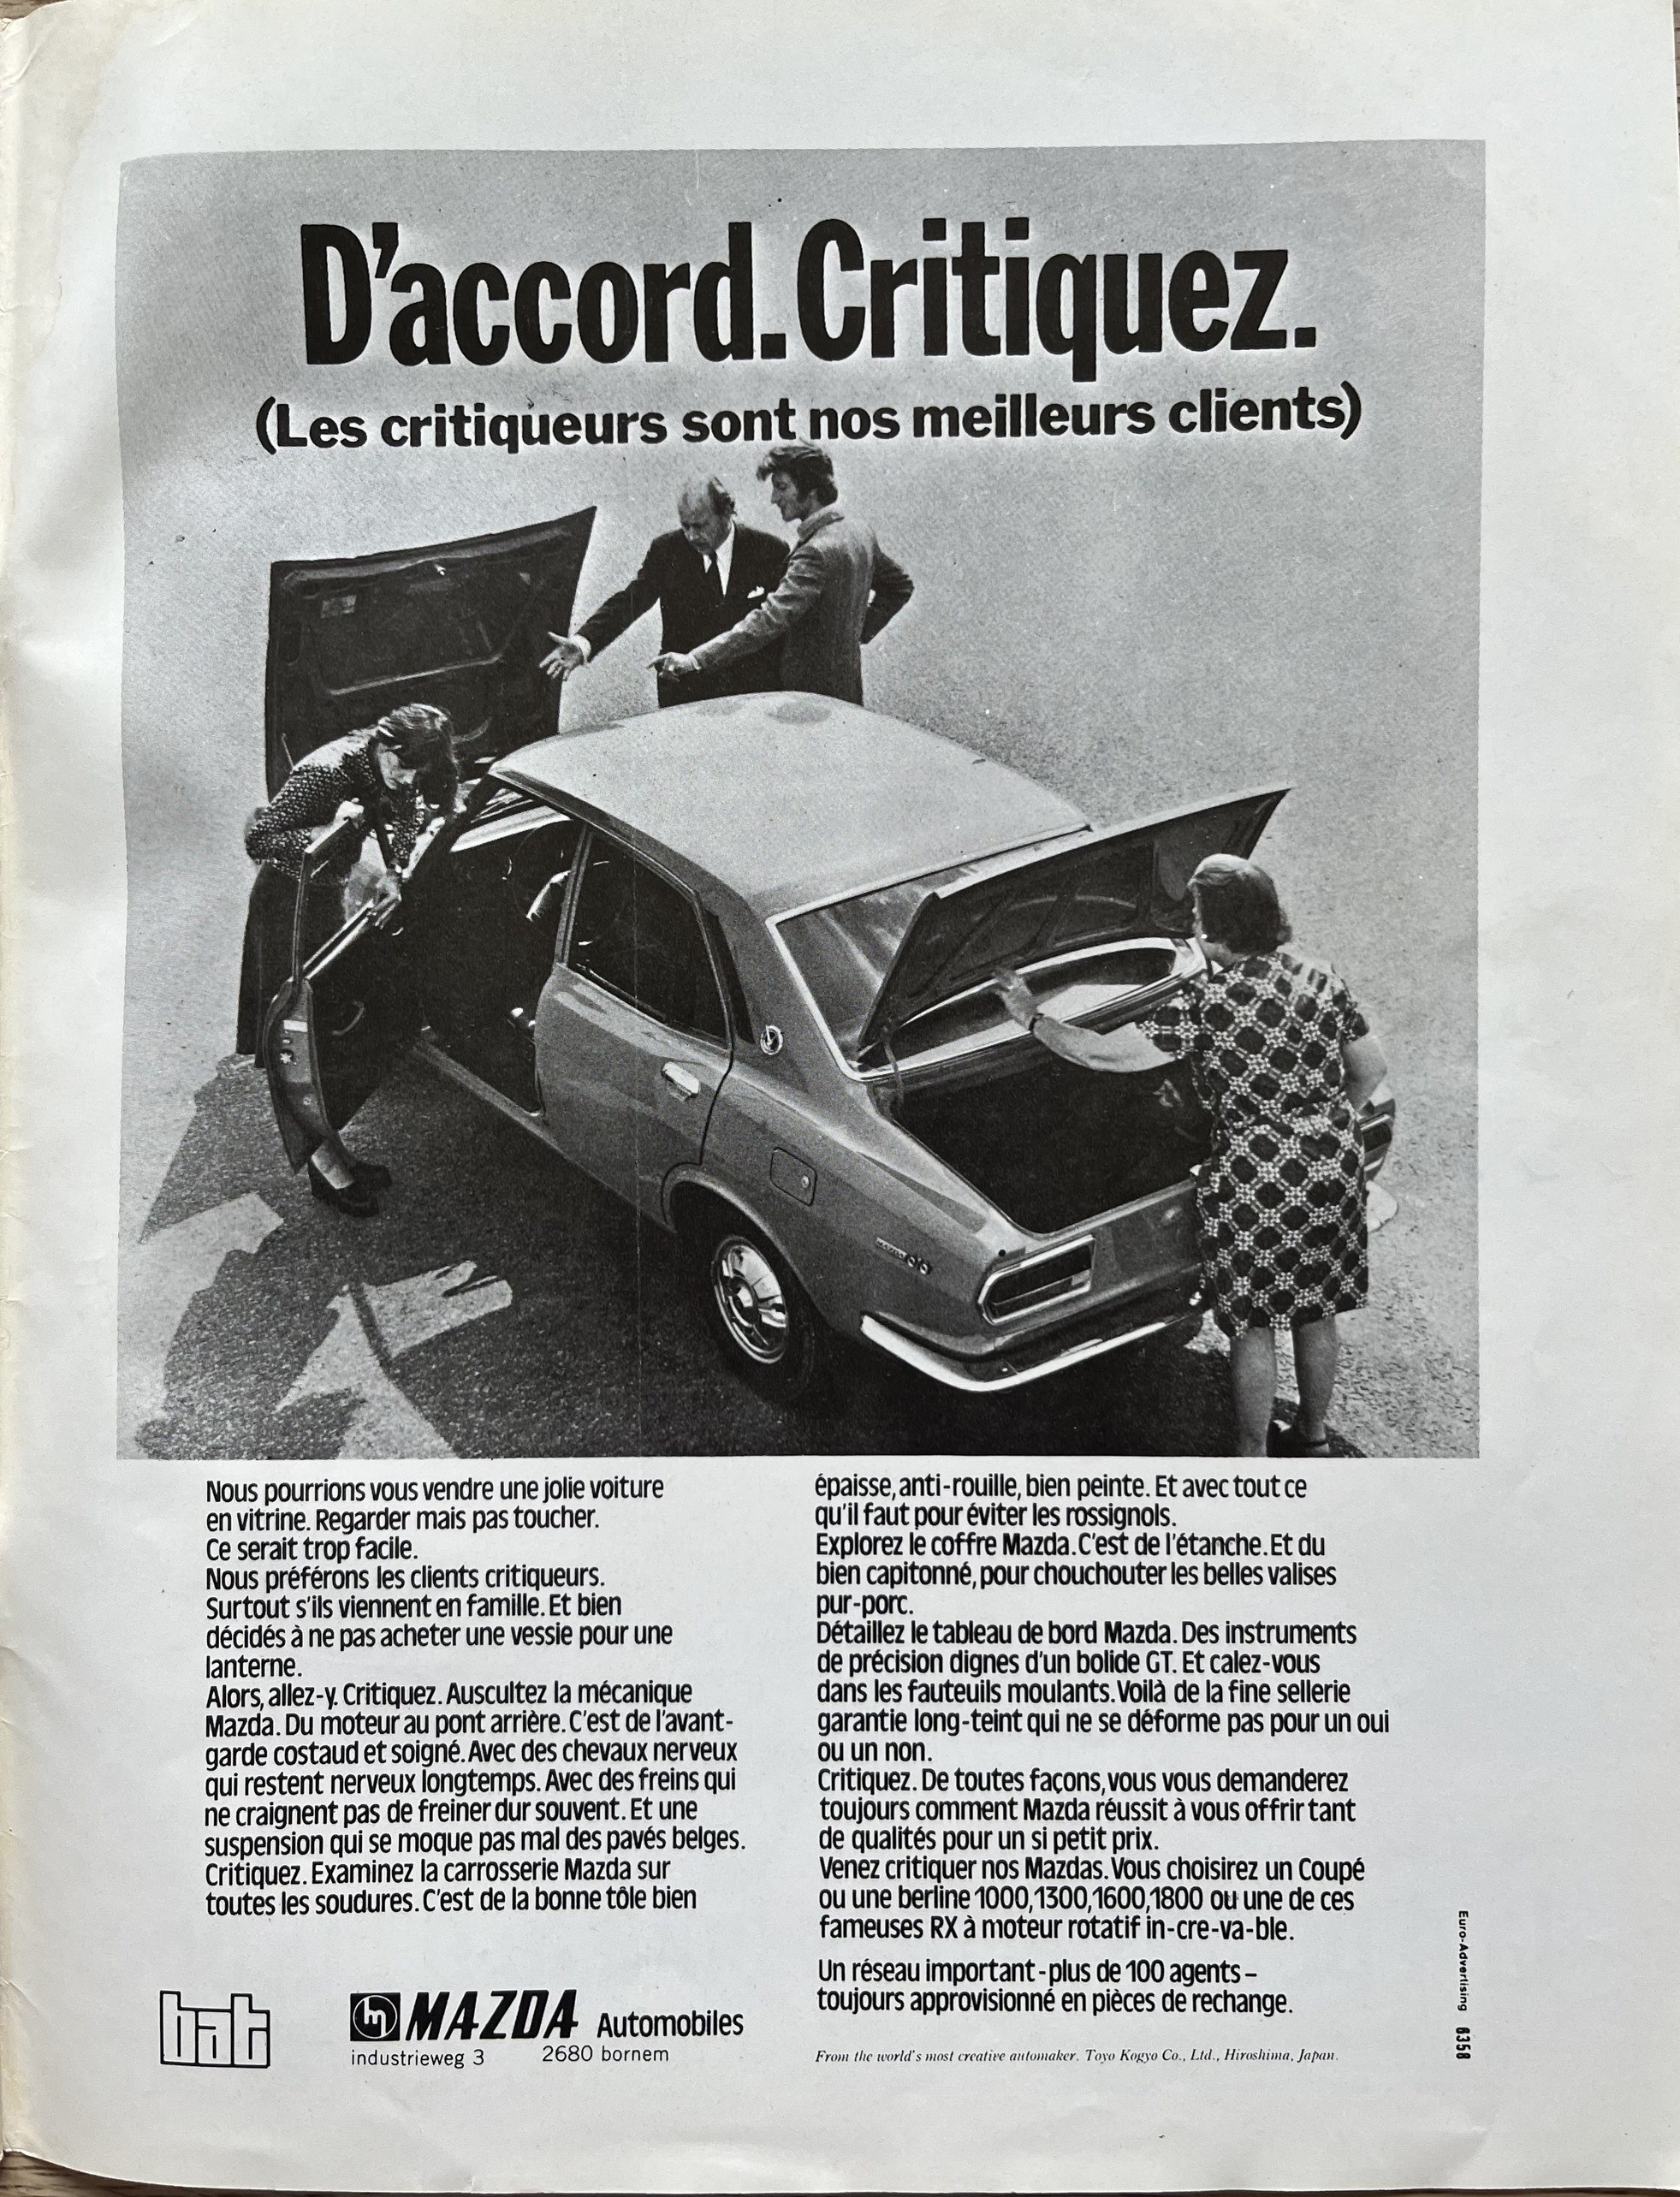 D'accord. Critiquez.
(Les critiqueurs sont nos meilleurs clients)
Nous pourrions vous vendre une jolie voiture
en vitrine. Regarder mais pas toucher.
Ce serait trop facile.
Nous préférons les clients critiqueurs.
Surtout s'ils viennent en famille. Et bien
décidés à ne pas acheter une vessie pour une
lanterne.
Alors, allez-y. Critiquez. Auscultez la mécanique
Mazda. Du moteur au pont arrière. C'est de l'avant-
garde costaud et soigné. Avec des chevaux nerveux
qui restent nerveux longtemps. Avec des freins qui
ne craignent pas de freiner dur souvent. Et une
suspension qui se moque pas mal des pavés belges.
Critiquez. Examinez la carrosserie Mazda sur
toutes les soudures. C'est de la bonne tôle bien
épaisse, anti-rouille, bien peinte. Et avec tout ce
qu'il faut pour éviter les rossignols.
Explorez le coffre Mazda. C'est de l'étanche. Et du
bien capitonné, pour chouchouter les belles valises
pur-porc.
Détaillez le tableau de bord Mazda. Des instruments
de précision dignes d'un bolide GT. Et calez-vous
dans les fauteuils moulants. Voilà de la fine sellerie
garantie long-teint qui ne se déforme pas pour un oui
ou un non.
Critiquez. De toutes façons, vous vous demanderez
toujours comment Mazda réussit à vous offrir tant
de qualités pour un si petit prix.
Venez critiquer nos Mazdas. Vous choisirez un Coupé
ou une berline 1000, 1300, 1600, 1800 ou une de ces
fameuses RX à moteur rotatif in-cre-va-ble.
Un réseau important - plus de 100 agents –
toujours approvisionné en pièces de rechange.
bat
m MAZDA Automobiles
industrieweg 3 2680 bornem
From the world's most creative automaker. Toyo Kogyo Co., Ltd., Hiroshima, Japan.
Euro-Advertising 6358